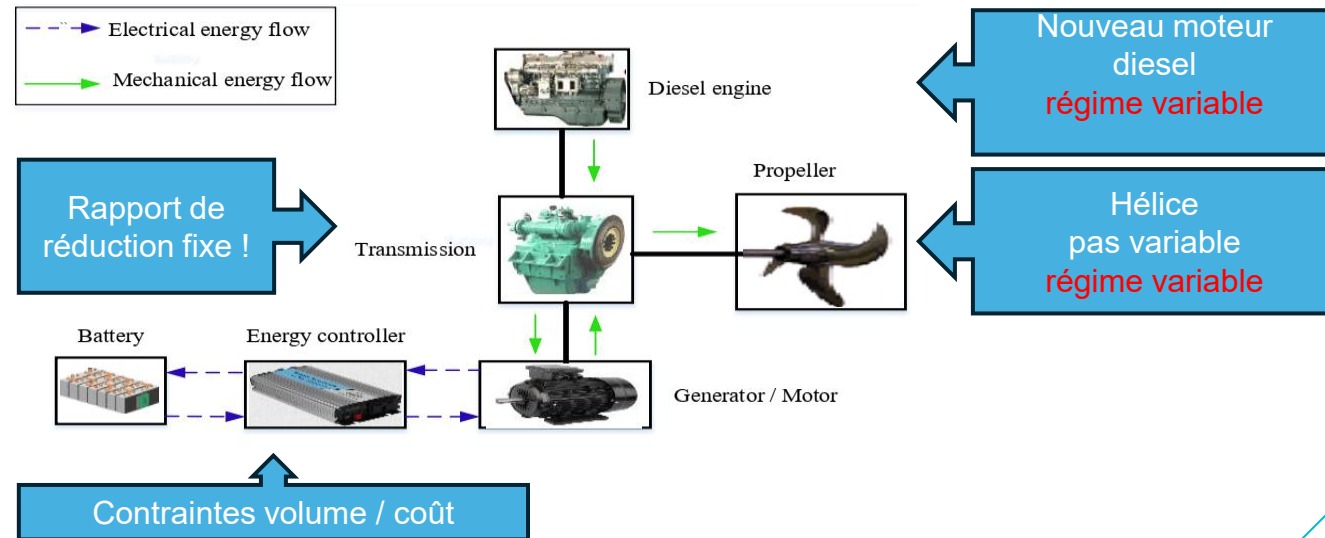 Electrical energy flow
Mechanical energy flow
Nouveau moteur
diesel
régime variable
Diesel engine
Propeller
Rapport de
réduction fixe !
Transmission
Hélice
pas variable
régime variable
Battery
Energy controller
Generator / Motor
Contraintes volume / coût